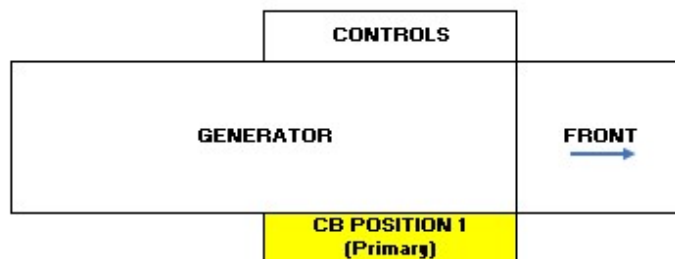 CONTROLS
GENERATOR
FRONT
CB POSITION 1
(Primary)